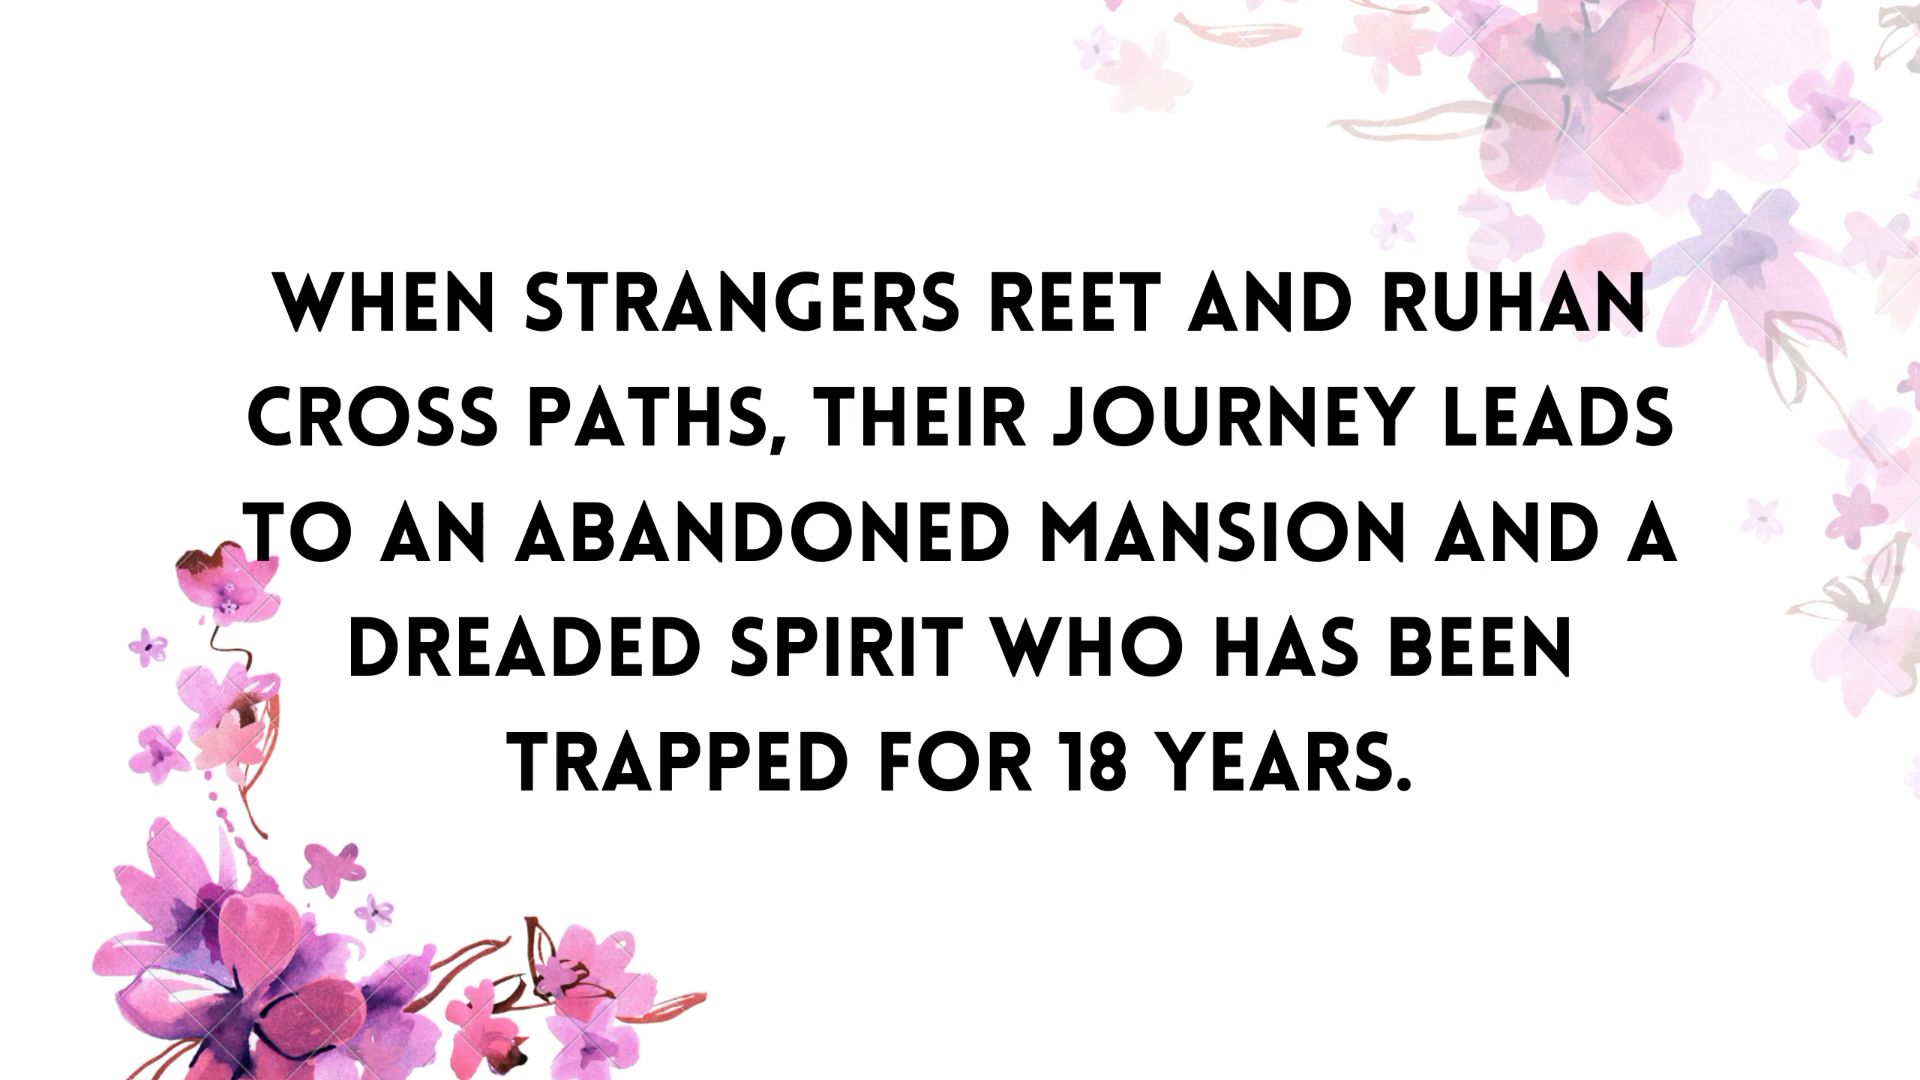 WHEN STRANGERS REET AND RUHAN
CROSS PATHS, THEIR JOURNEY LEADS
TO AN ABANDONED MANSION AND A
DREADED SPIRIT WHO HAS BEEN
TRAPPED FOR 18 YEARS.